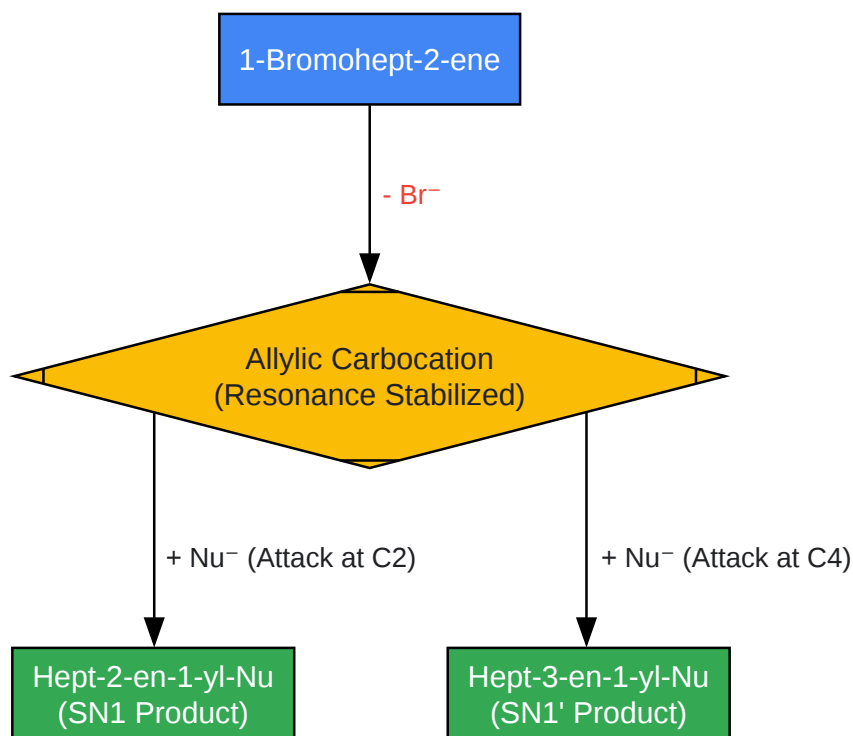 1-Bromohept-2-ene
- Br⁻
Allylic Carbocation
(Resonance Stabilized)
+ Nu⁻ (Attack at C2)
+ Nu⁻ (Attack at C4)
Hept-2-en-1-yl-Nu
(SN1 Product)
Hept-3-en-1-yl-Nu
(SN1' Product)